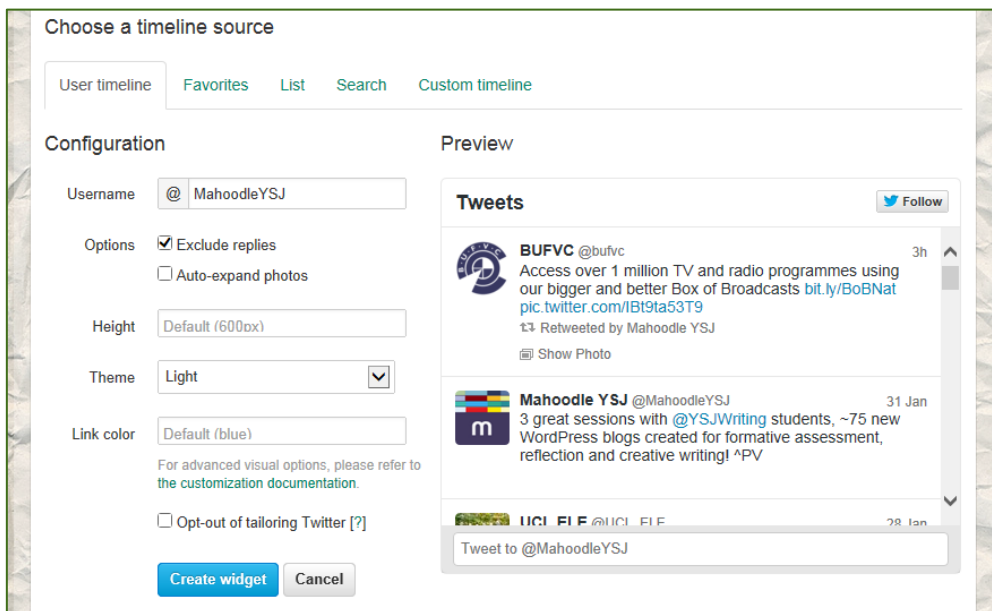 Choose a timeline source
User timeline Favorites List Search Custom timeline
Configuration
Username @ MahoodleYSJ
Options Exclude replies
Auto-expand photos
Height Default (600px)
Theme Light
Link color Default (blue)
For advanced visual options, please refer to
the customization documentation.
Opt-out of tailoring Twitter [?]
Create widget Cancel
Preview
Tweets Follow
B·U·F·V·C
BUFVC @bufvc 3h
Access over 1 million TV and radio programmes using
our bigger and better Box of Broadcasts bit.ly/BoBNat
pic.twitter.com/IBt9ta53T9
Retweeted by Mahoodle YSJ
Show Photo
m
Mahoodle YSJ @MahoodleYSJ 31 Jan
3 great sessions with @YSJWriting students, ~75 new
WordPress blogs created for formative assessment,
reflection and creative writing! ^PV
UCL ELE @UCL_ELE 28 Jan
Tweet to @MahoodleYSJ